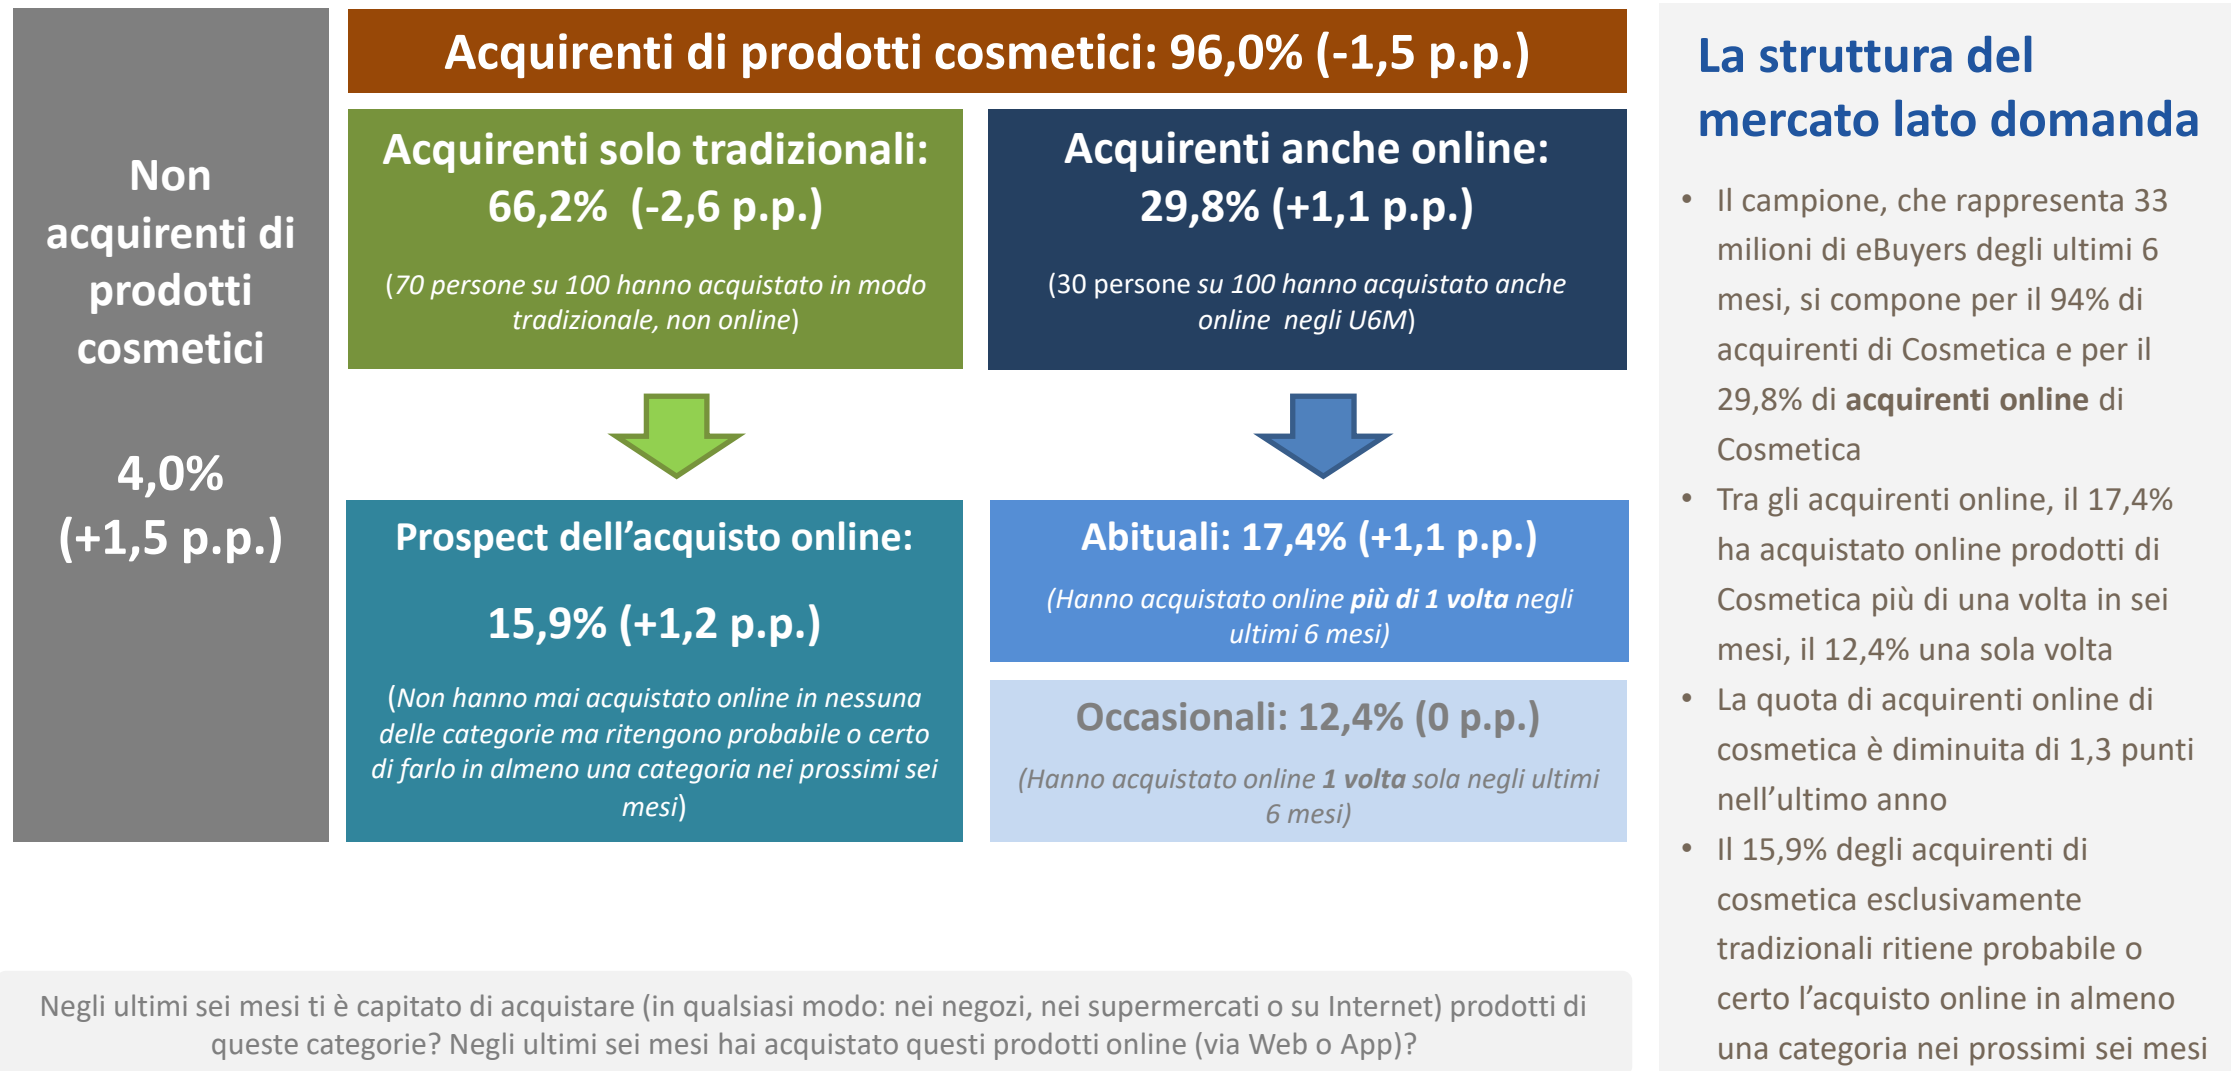 Non
acquirenti di
prodotti
cosmetici
4,0%
(+1,5 p.p.)
Acquirenti di prodotti cosmetici: 96,0% (-1,5 p.p.)
Acquirenti solo tradizionali:
66,2% (-2,6 p.p.)
(70 persone su 100 hanno acquistato in modo
tradizionale, non online)
Acquirenti anche online:
29,8% (+1,1 p.p.)
(30 persone su 100 hanno acquistato anche
online negli U6M)
Prospect dell’acquisto online:
15,9% (+1,2 p.p.)
(Non hanno mai acquistato online in nessuna
delle categorie ma ritengono probabile o certo
di farlo in almeno una categoria nei prossimi sei
mesi)
Abituali: 17,4% (+1,1 p.p.)
(Hanno acquistato online più di 1 volta negli
ultimi 6 mesi)
Occasionali: 12,4% (0 p.p.)
(Hanno acquistato online 1 volta sola negli ultimi
6 mesi)
Negli ultimi sei mesi ti è capitato di acquistare (in qualsiasi modo: nei negozi, nei supermercati o su Internet) prodotti di
queste categorie? Negli ultimi sei mesi hai acquistato questi prodotti online (via Web o App)?
La struttura del
mercato lato domanda
• Il campione, che rappresenta 33
milioni di eBuyers degli ultimi 6
mesi, si compone per il 94% di
acquirenti di Cosmetica e per il
29,8% di acquirenti online di
Cosmetica
• Tra gli acquirenti online, il 17,4%
ha acquistato online prodotti di
Cosmetica più di una volta in sei
mesi, il 12,4% una sola volta
• La quota di acquirenti online di
cosmetica è diminuita di 1,3 punti
nell’ultimo anno
• Il 15,9% degli acquirenti di
cosmetica esclusivamente
tradizionali ritiene probabile o
certo l’acquisto online in almeno
una categoria nei prossimi sei mesi